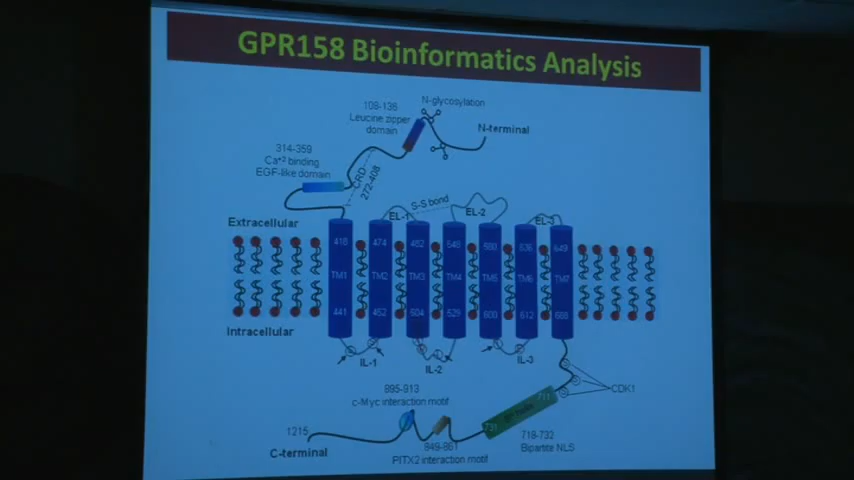 GPR158 Bioinformatics Analysis
N-glycosylation
108-136
Leucine zipper
domain
N-terminal
314-359
Ca+3 binding
EGF-like domain
CRD
272-408
S-S bond
EL-1
EL-2
EL-3
Extracellular
418 474 482 548 580 636 649
TM1 TM2 TM3 TM4 TM5 TM6 TM7
441 452 504 529 600 612 668
Intracellular
IL-1
IL-2
IL-3
CDK1
895-913
c-Myc interaction motif
711
731
718-732
Bipartite NLS
1215
C-terminal
849-861
PITX2 interaction motif